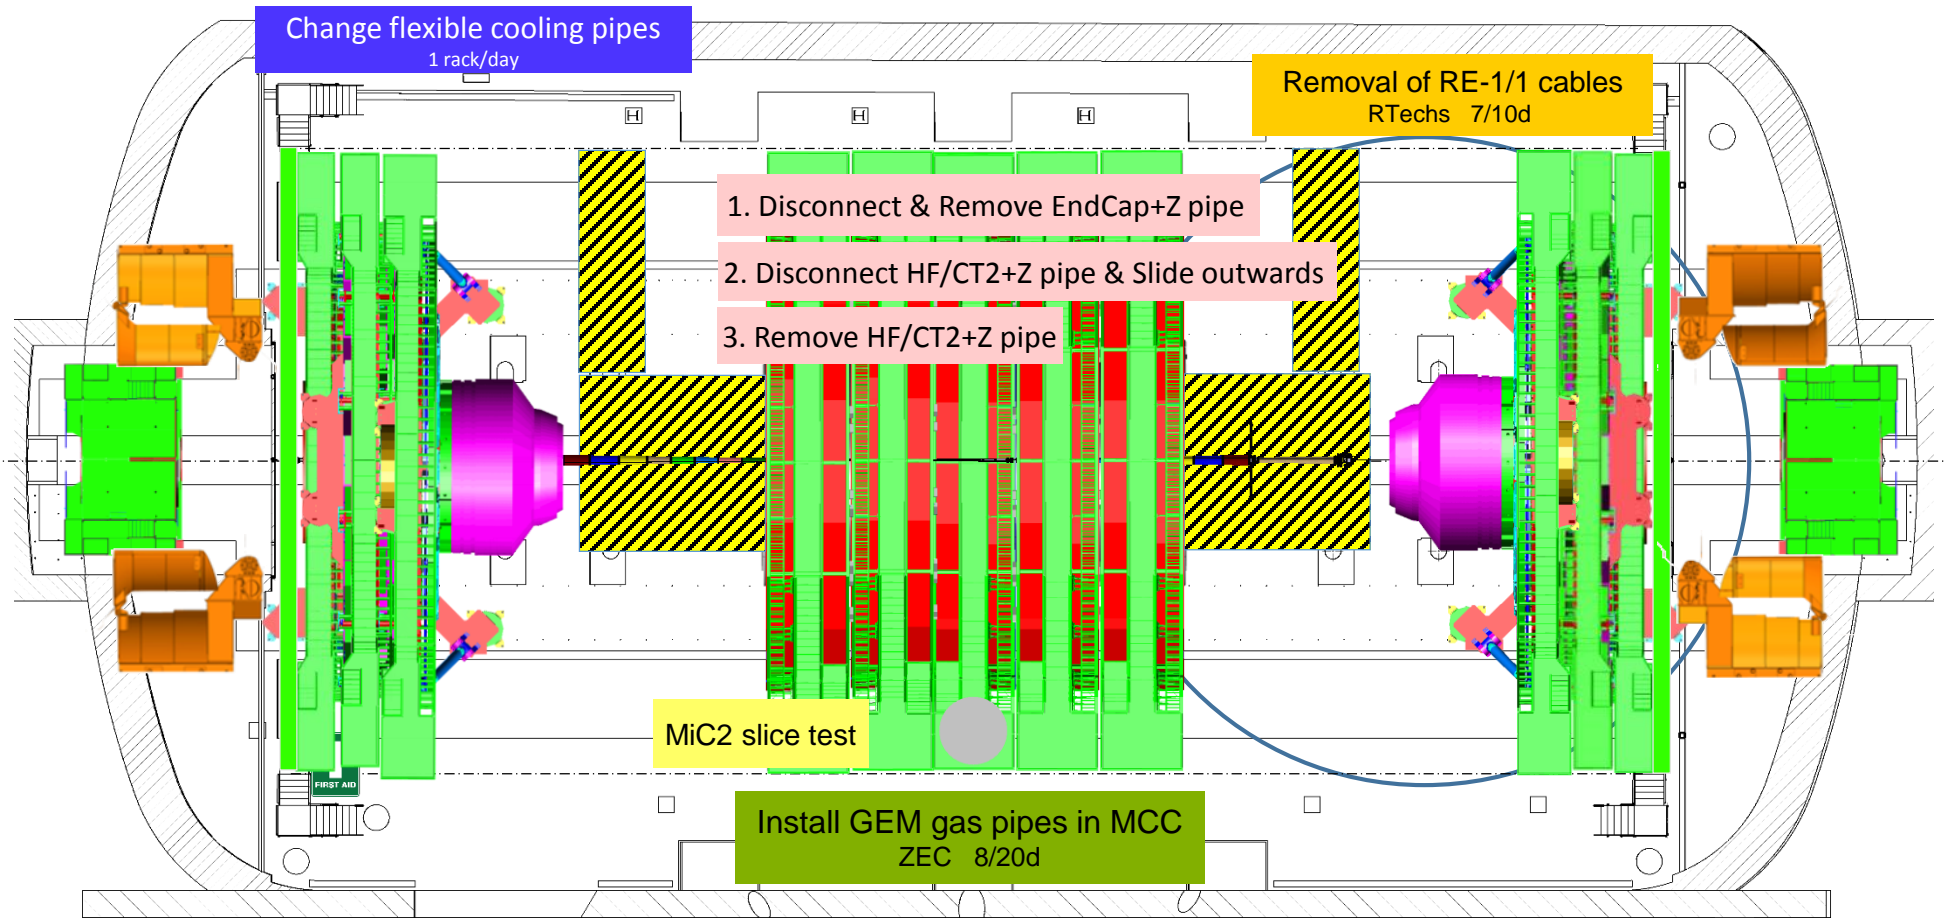 Change flexible cooling pipes
1 rack/day
Removal of RE-1/1 cables
RTechs 7/10d
H
H
H
1. Disconnect & Remove EndCap+Z pipe
2. Disconnect HF/CT2+Z pipe & Slide outwards
3. Remove HF/CT2+Z pipe
MiC2 slice test
FIRST AID
Install GEM gas pipes in MCC
ZEC 8/20d